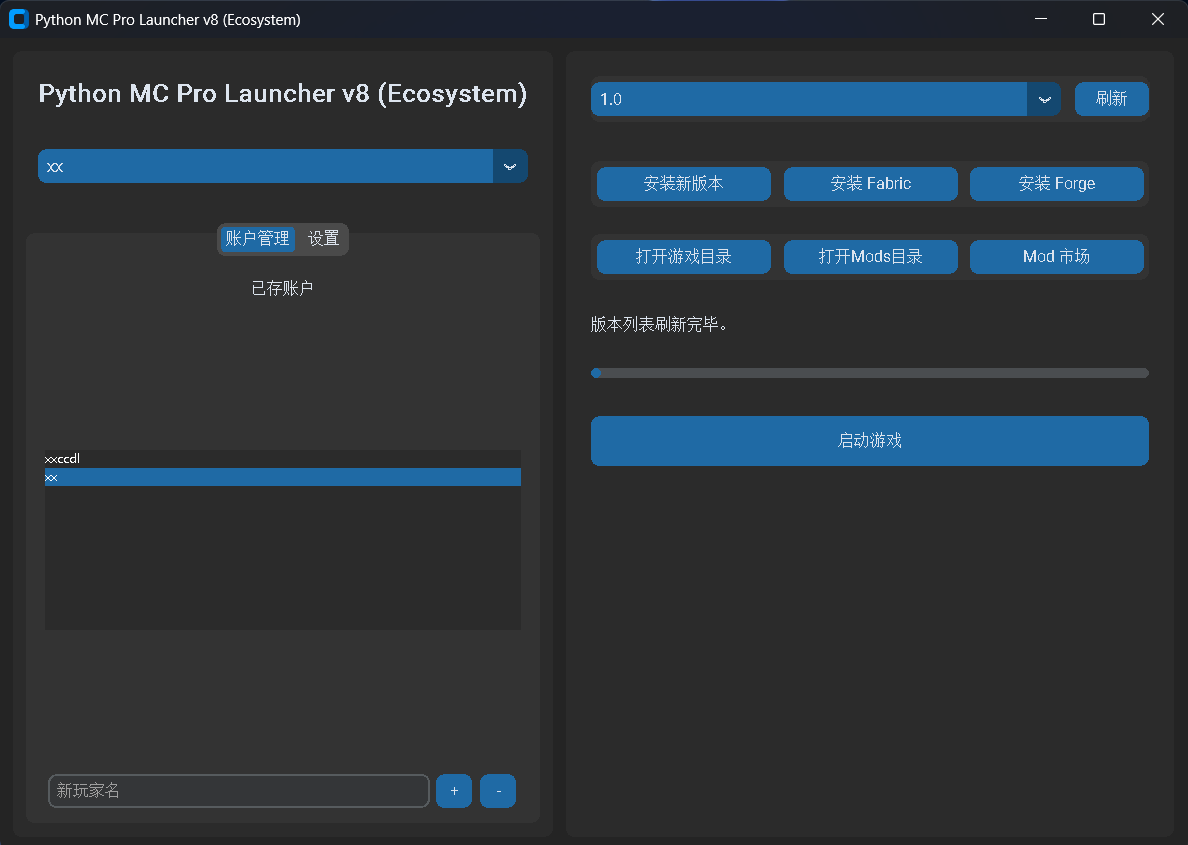 Python MC Pro Launcher v8 (Ecosystem)
Python MC Pro Launcher v8 (Ecosystem)
xx
账户管理 设置
已存账户
xxccdl
xx
新玩家名 + -
1.0 刷新
安装新版本 安装 Fabric 安装 Forge
打开游戏目录 打开Mods目录 Mod 市场
版本列表刷新完毕。
启动游戏